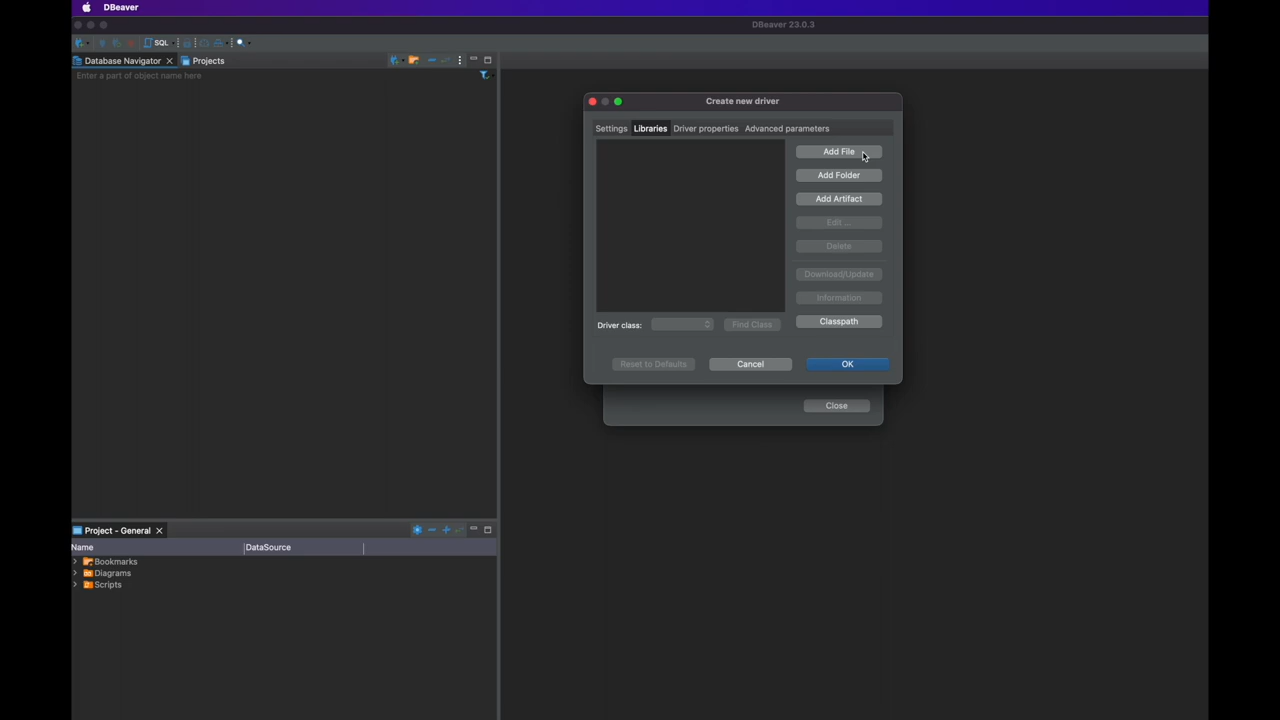 DBeaver
DBeaver 23.0.3
SQL
Database Navigator
Projects
Enter a part of object name here
Create new driver
Settings Libraries Driver properties Advanced parameters
Add File
Add Folder
Add Artifact
Edit ...
Delete
Download/Update
Information
Classpath
Driver class:
Find Class
Reset to Defaults
Cancel
OK
Close
Project - General
Name DataSource
Bookmarks
Diagrams
Scripts